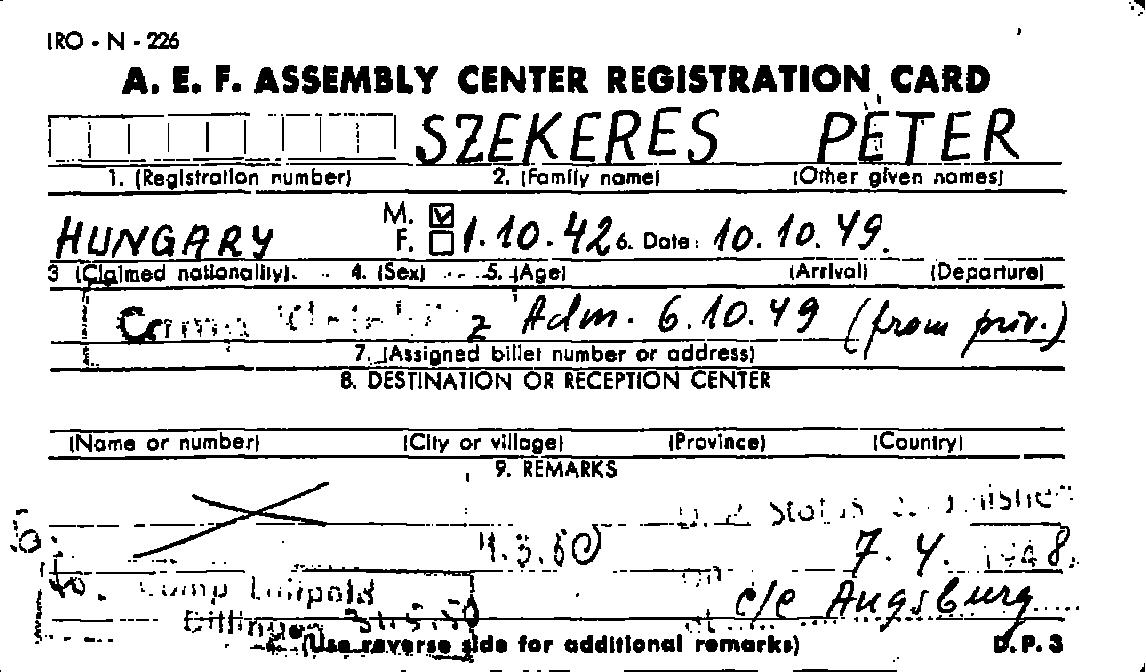 IRO - N - 226
A. E. F. ASSEMBLY CENTER REGISTRATION CARD
SZEKERES PÉTER
1. (Registration number) 2. (Family name) (Other given names)
HUNGARY M. F. 1.10.42 6. Date: 10.10.49.
3 (Claimed nationality). 4. (Sex) 5. (Age) (Arrival) (Departure)
Adm. 6.10.49 (from priv.)
7. (Assigned billet number or address)
8. DESTINATION OR RECEPTION CENTER
(Name or number) (City or village) (Province) (Country)
9. REMARKS
D.P. Status
7. 4. 1948.
Camp Luitpold
c/c Augsburg
Dillingen 31.5.50
(Use reverse side for additional remarks) D.P.3